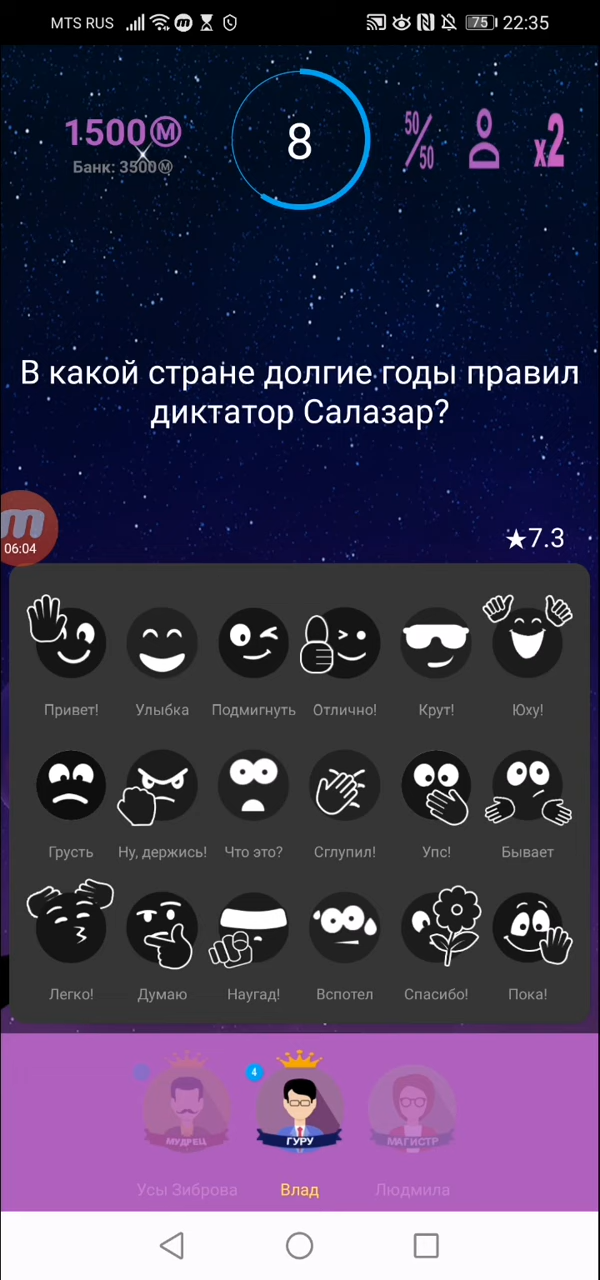 MTS RUS
75 22:35
1500Ⓜ
Банк: 3500Ⓜ
8
50/50
x2
В какой стране долгие годы правил
диктатор Салазар?
m
06:04
★7.3
Привет! Улыбка Подмигнуть Отлично! Крут! Юху!
Грусть Ну, держись! Что это? Сглупил! Упс! Бывает
Легко! Думаю Наугад! Вспотел Спасибо! Пока!
4
МУДРЕЦ ГУРУ МАГИСТР
Усы Зиброва Влад Людмила